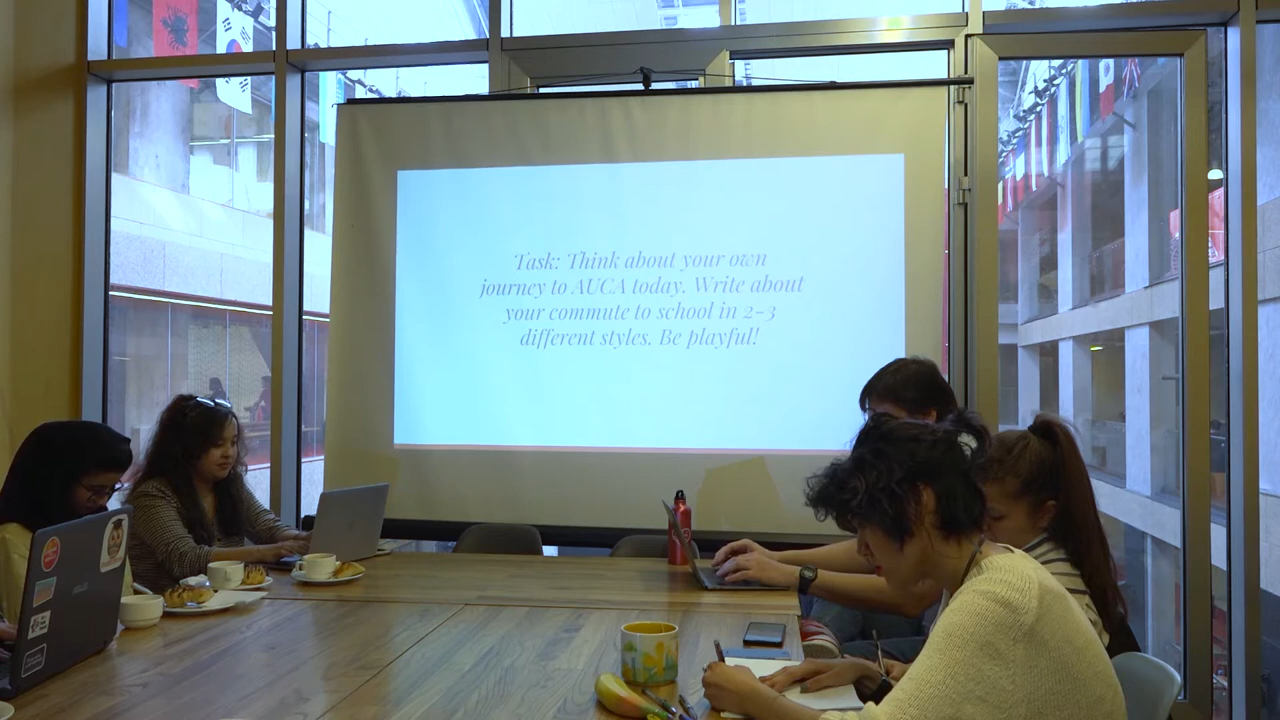 Task: Think about your own
journey to AUCA today. Write about
your commute to school in 2-3
different styles. Be playful!